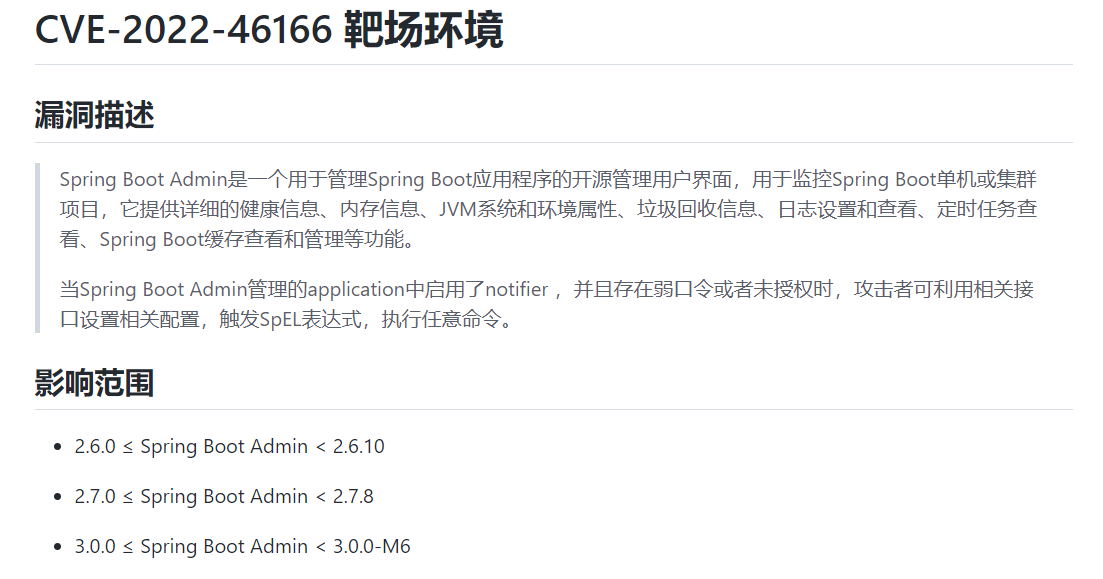 CVE-2022-46166 靶场环境
漏洞描述
Spring Boot Admin是一个用于管理Spring Boot应用程序的开源管理用户界面，用于监控Spring Boot单机或集群
项目，它提供详细的健康信息、内存信息、JVM系统和环境属性、垃圾回收信息、日志设置和查看、定时任务查
看、Spring Boot缓存查看和管理等功能。
当Spring Boot Admin管理的application中启用了notifier ，并且存在弱口令或者未授权时，攻击者可利用相关接
口设置相关配置，触发SpEL表达式，执行任意命令。
影响范围
• 2.6.0 ≤ Spring Boot Admin < 2.6.10
• 2.7.0 ≤ Spring Boot Admin < 2.7.8
• 3.0.0 ≤ Spring Boot Admin < 3.0.0-M6